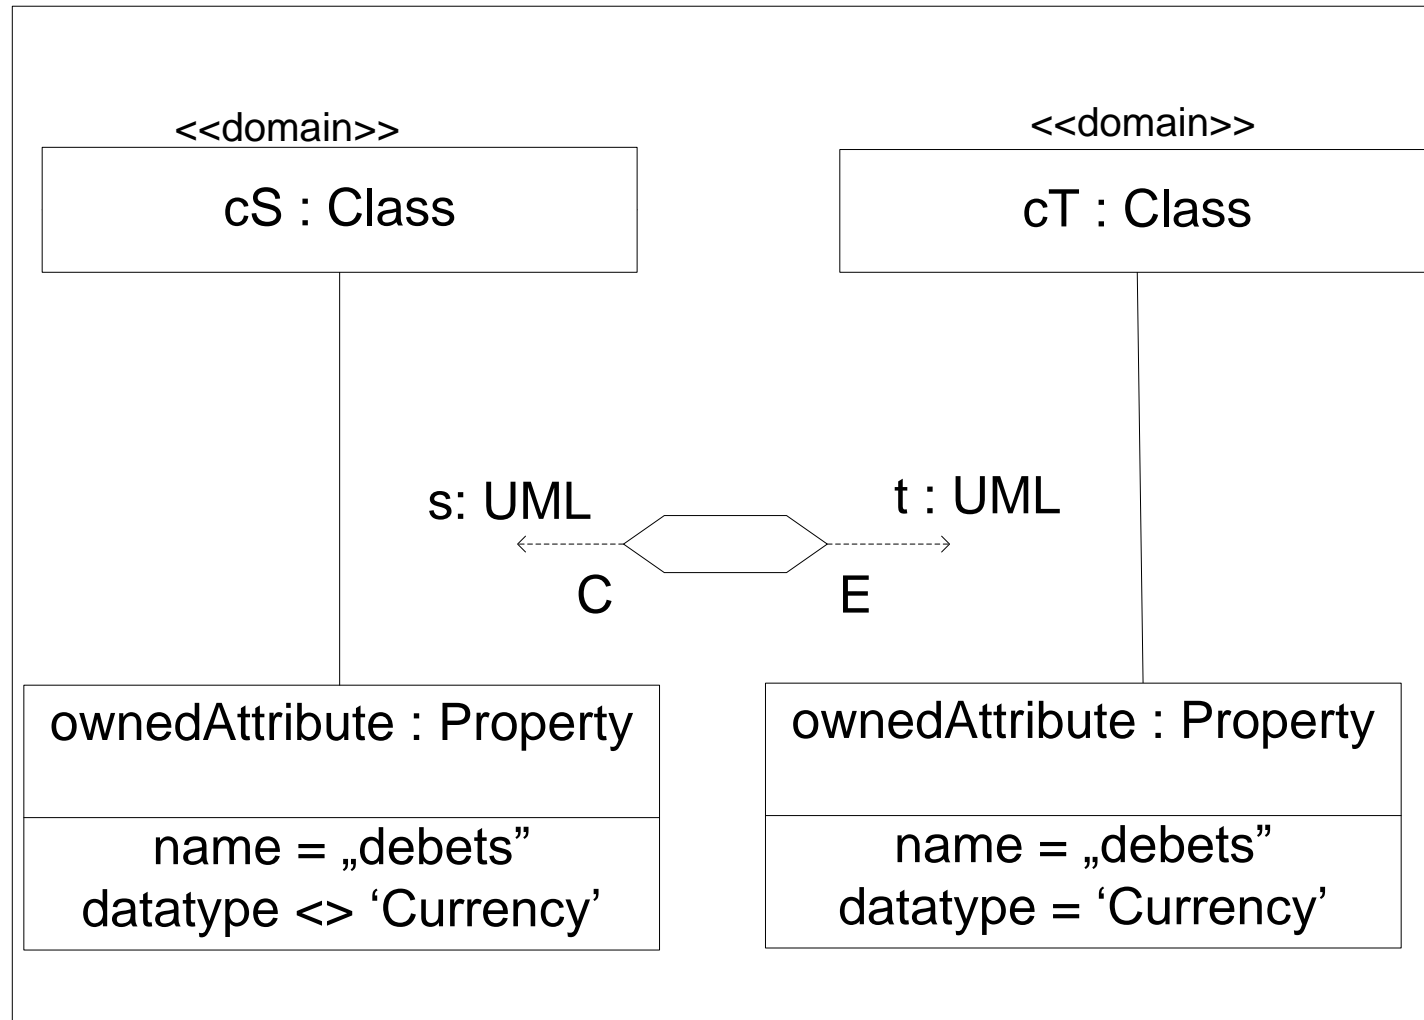 <<domain>>
cS : Class
<<domain>>
cT : Class
s: UML
t : UML
C
E
ownedAttribute : Property
name = „debets”
datatype <> ‘Currency’
ownedAttribute : Property
name = „debets”
datatype = ‘Currency’